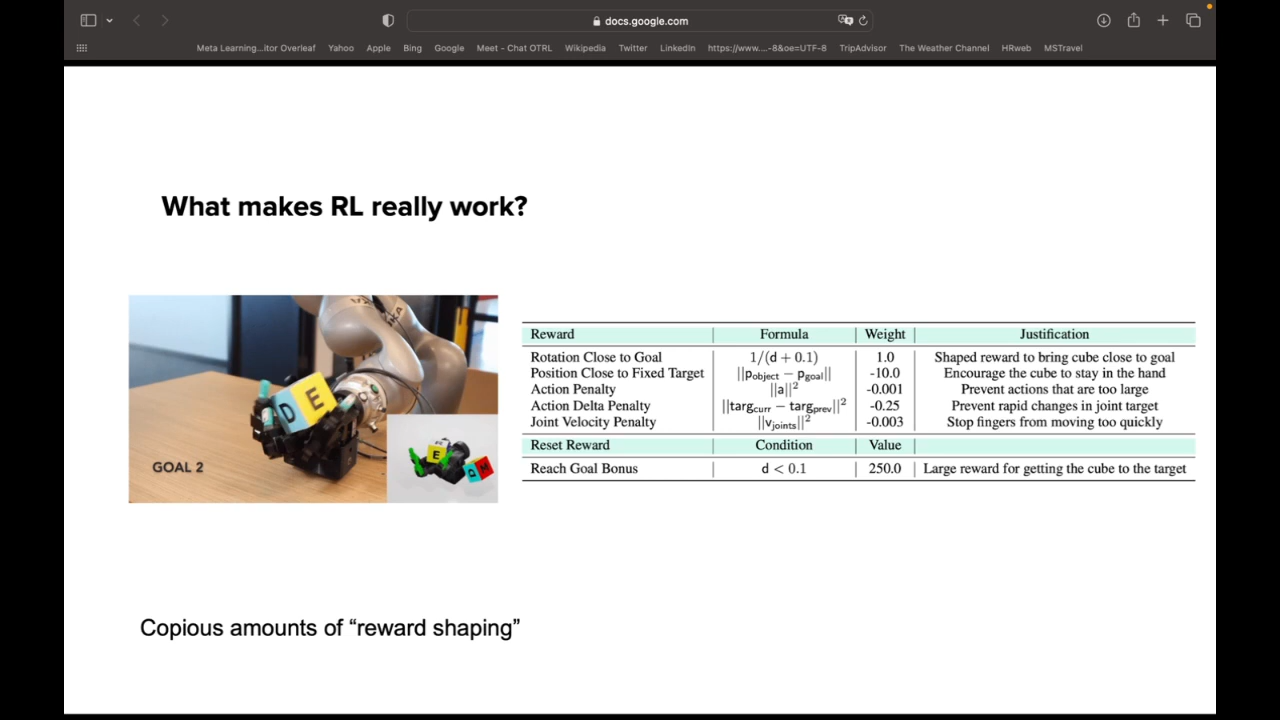 docs.google.com
Meta Learning...itor Overleaf Yahoo Apple Bing Google Meet - Chat OTRL Wikipedia Twitter LinkedIn https://www....-8&oe=UTF-8 TripAdvisor The Weather Channel HRweb MSTravel
What makes RL really work?
D E
GOAL 2
E
D M
Reward Formula Weight Justification
Rotation Close to Goal 1/(d + 0.1) 1.0 Shaped reward to bring cube close to goal
Position Close to Fixed Target ||p_object − p_goal|| -10.0 Encourage the cube to stay in the hand
Action Penalty ||a||² -0.001 Prevent actions that are too large
Action Delta Penalty ||targ_curr − targ_prev||² -0.25 Prevent rapid changes in joint target
Joint Velocity Penalty ||v_joints||² -0.003 Stop fingers from moving too quickly
Reset Reward Condition Value
Reach Goal Bonus d < 0.1 250.0 Large reward for getting the cube to the target
Copious amounts of “reward shaping”